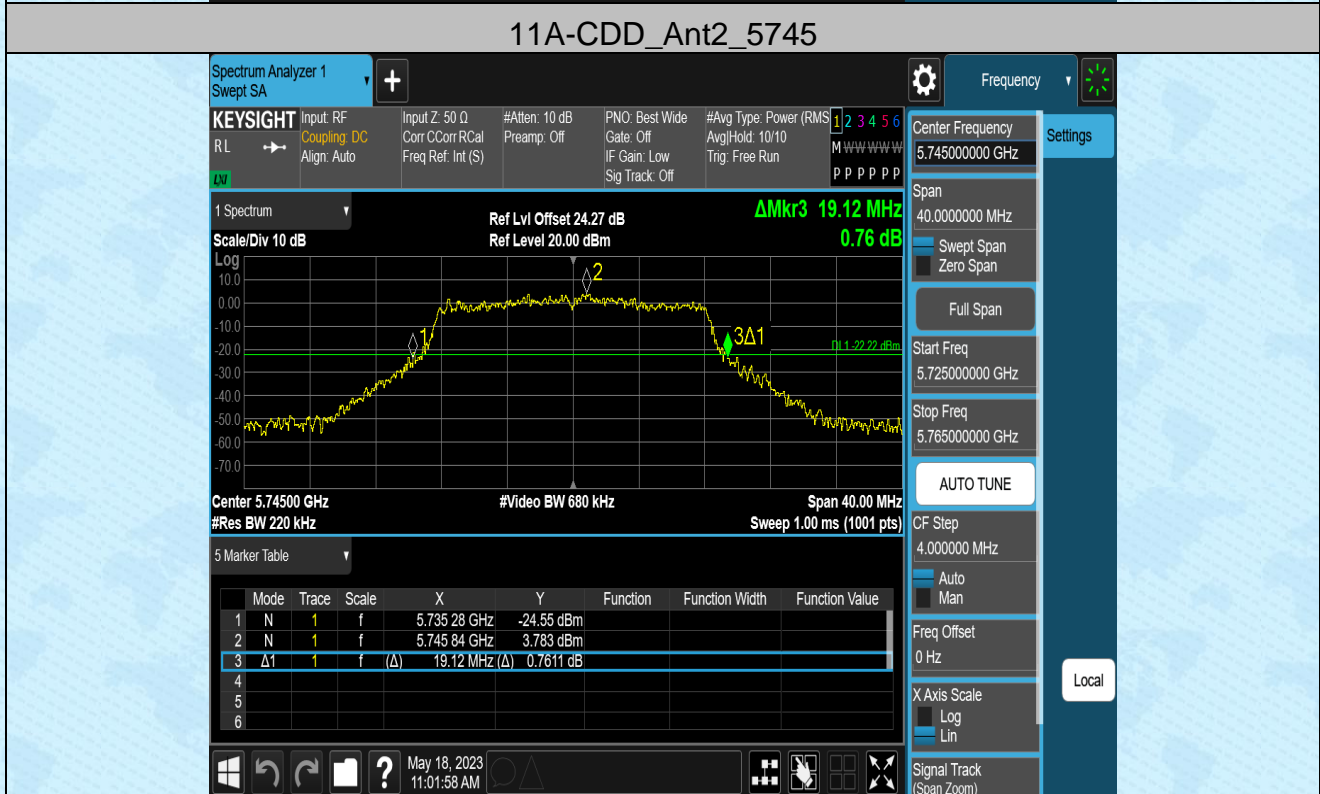 11A-CDD_Ant2_5745
Spectrum Analyzer 1
Swept SA
+
Frequency
KEYSIGHT
RL
LXI
Input: RF
Coupling: DC
Align: Auto
Input Z: 50 Ω
Corr CCorr RCal
Freq Ref: Int (S)
#Atten: 10 dB
Preamp: Off
PNO: Best Wide
Gate: Off
IF Gain: Low
Sig Track: Off
#Avg Type: Power (RMS
Avg|Hold: 10/10
Trig: Free Run
1 2 3 4 5 6
M W W W W W
P P P P P P
Center Frequency
5.745000000 GHz
Settings
Span
40.0000000 MHz
Swept Span
Zero Span
Full Span
Start Freq
5.725000000 GHz
Stop Freq
5.765000000 GHz
AUTO TUNE
CF Step
4.000000 MHz
Auto
Man
Freq Offset
0 Hz
X Axis Scale
Log
Lin
Signal Track
(Span Zoom)
Local
1 Spectrum
Scale/Div 10 dB
Ref Lvl Offset 24.27 dB
Ref Level 20.00 dBm
ΔMkr3 19.12 MHz
0.76 dB
Log
10.0
0.00
-10.0
-20.0
-30.0
-40.0
-50.0
-60.0
-70.0
1
2
3Δ1
DL1 -22.22 dBm
Center 5.74500 GHz
#Video BW 680 kHz
Span 40.00 MHz
#Res BW 220 kHz
Sweep 1.00 ms (1001 pts)
5 Marker Table
Mode Trace Scale X Y Function Function Width Function Value
1 N 1 f 5.735 28 GHz -24.55 dBm
2 N 1 f 5.745 84 GHz 3.783 dBm
3 Δ1 1 f (Δ) 19.12 MHz (Δ) 0.7611 dB
4
5
6
?
May 18, 2023
11:01:58 AM